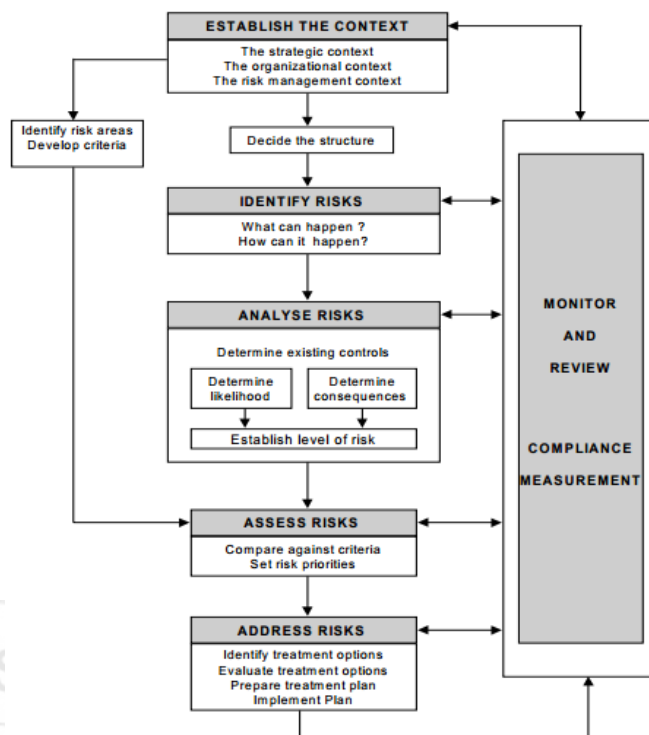 ESTABLISH THE CONTEXT
The strategic context
The organizational context
The risk management context
Identify risk areas
Develop criteria
Decide the structure
IDENTIFY RISKS
What can happen ?
How can it happen?
ANALYSE RISKS
Determine existing controls
Determine
likelihood
Determine
consequences
Establish level of risk
ASSESS RISKS
Compare against criteria
Set risk priorities
ADDRESS RISKS
Identify treatment options
Evaluate treatment options
Prepare treatment plan
Implement Plan
MONITOR
AND
REVIEW
COMPLIANCE
MEASUREMENT